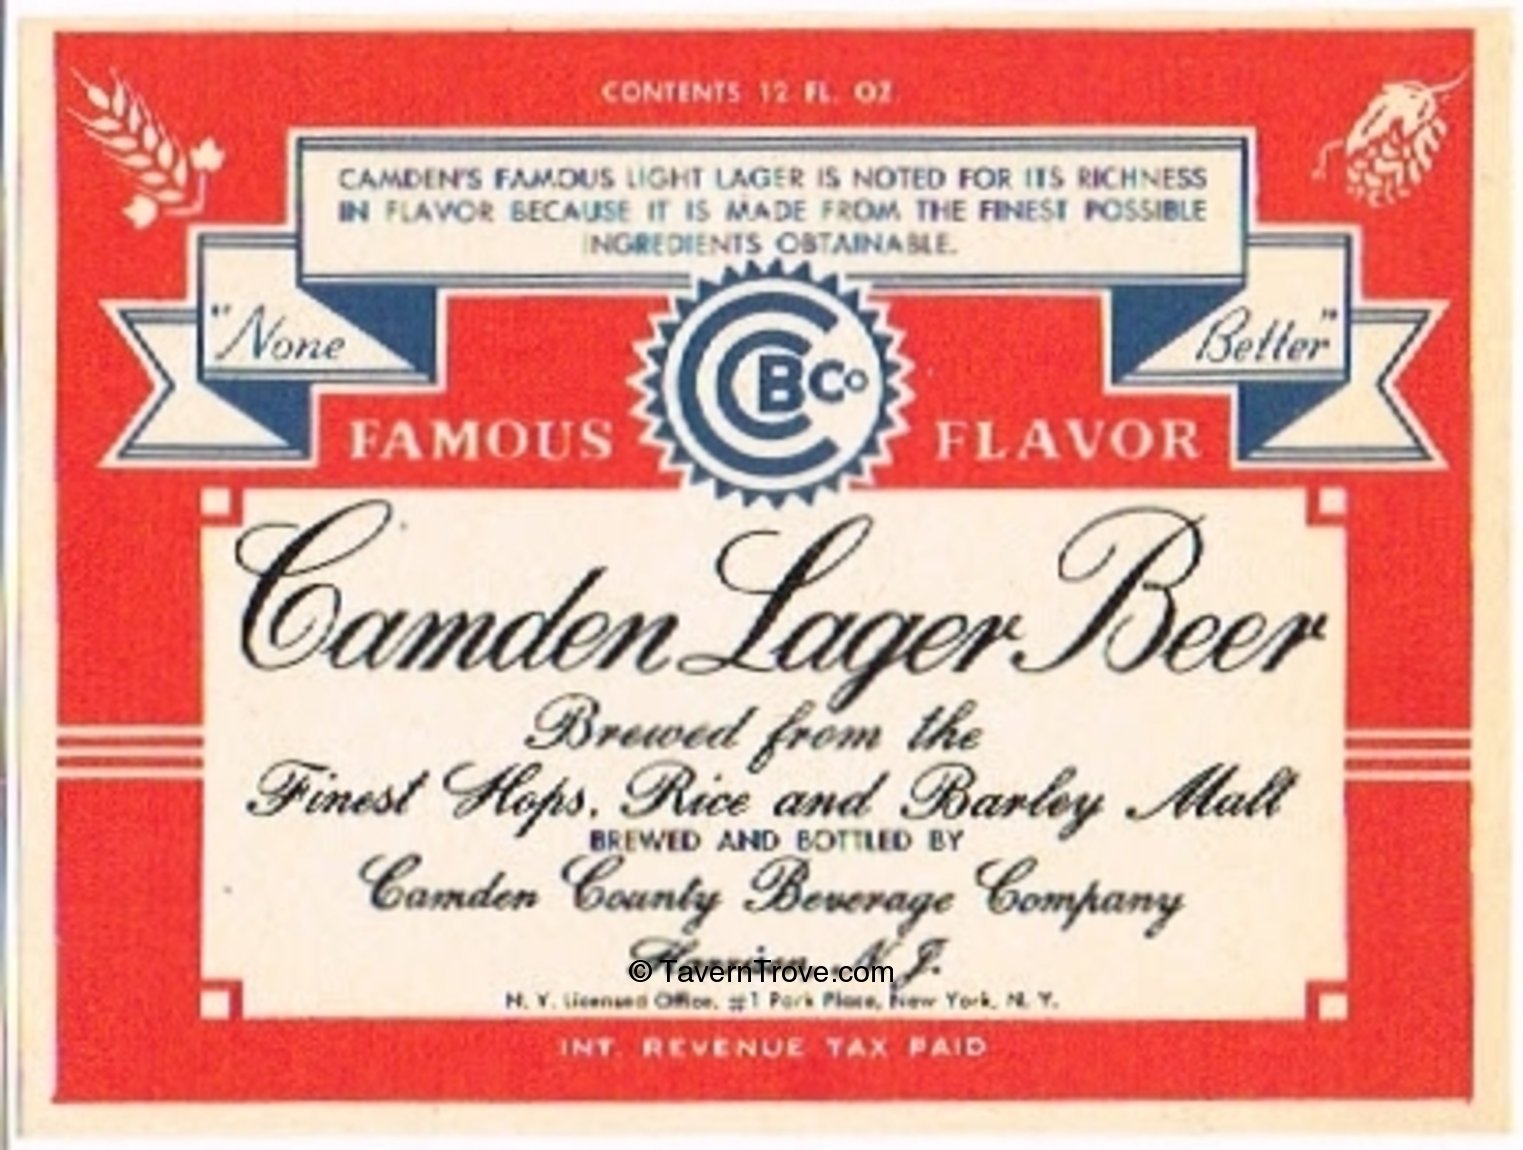 CONTENTS 12 FL. OZ.
CAMDEN'S FAMOUS LIGHT LAGER IS NOTED FOR ITS RICHNESS
IN FLAVOR BECAUSE IT IS MADE FROM THE FINEST POSSIBLE
INGREDIENTS OBTAINABLE.
"None Better"
CCBCo
FAMOUS FLAVOR
Camden Lager Beer
Brewed from the
Finest Hops, Rice and Barley Malt
BREWED AND BOTTLED BY
Camden County Beverage Company
Harrison N. J.
© TavernTrove.com
N. Y. Licensed Office, #1 Park Place, New York, N. Y.
INT. REVENUE TAX PAID